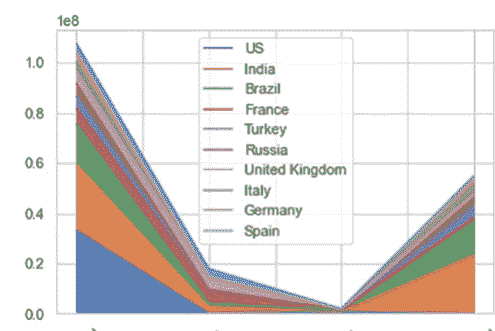 1e8
1.0
0.8
0.6
0.4
0.2
0.0
US
India
Brazil
France
Turkey
Russia
United Kingdom
Italy
Germany
Spain